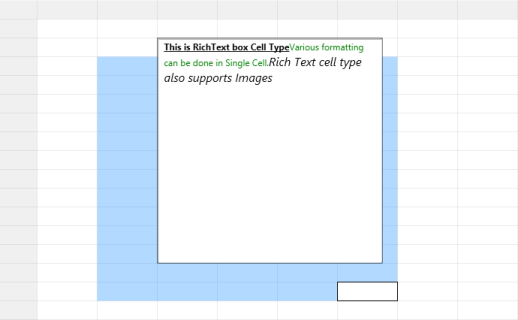 This is RichText box Cell TypeVarious formatting
can be done in Single Cell.Rich Text cell type
also supports Images